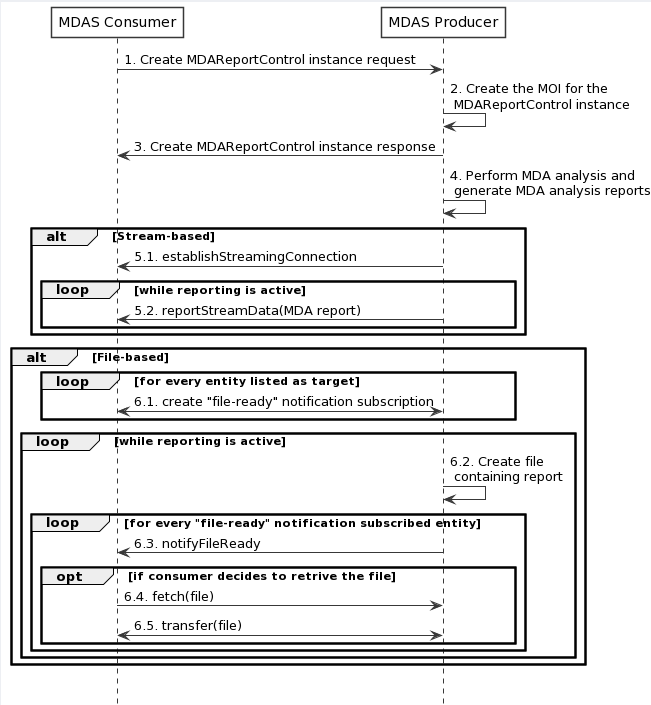 MDAS Consumer
MDAS Producer
1. Create MDAReportControl instance request
2. Create the MOI for the
MDAReportControl instance
3. Create MDAReportControl instance response
4. Perform MDA analysis and
generate MDA analysis reports
alt
[Stream-based]
5.1. establishStreamingConnection
loop
[while reporting is active]
5.2. reportStreamData(MDA report)
alt
[File-based]
loop
[for every entity listed as target]
6.1. create "file-ready" notification subscription
loop
[while reporting is active]
6.2. Create file
containing report
loop
[for every "file-ready" notification subscribed entity]
6.3. notifyFileReady
opt
[if consumer decides to retrive the file]
6.4. fetch(file)
6.5. transfer(file)